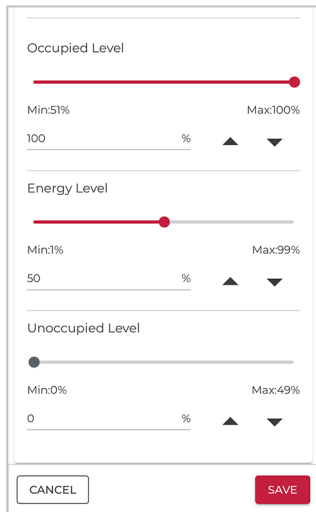 Occupied Level
Min:51% Max:100%
100 %
Energy Level
Min:1% Max:99%
50 %
Unoccupied Level
Min:0% Max:49%
0 %
CANCEL SAVE